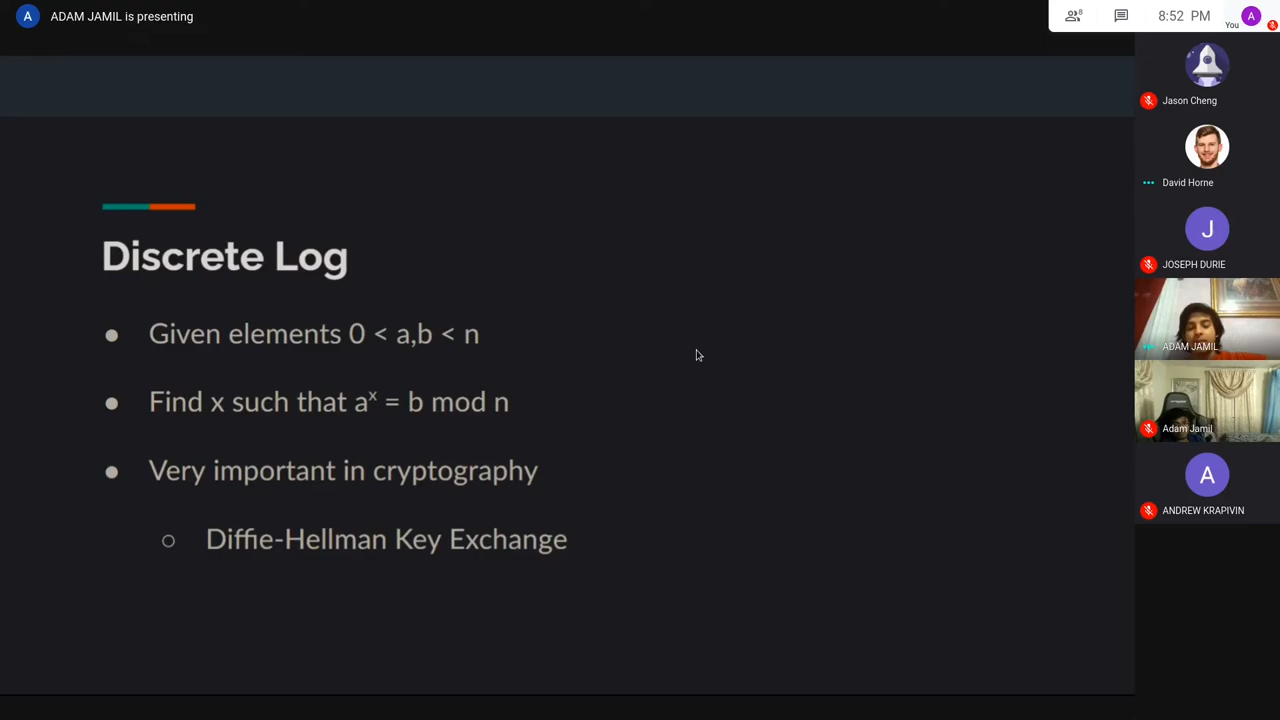 A ADAM JAMIL is presenting
8 8:52 PM You A
Jason Cheng
David Horne
Discrete Log
J
JOSEPH DURIE
● Given elements 0 < a,b < n
ADAM JAMIL
● Find x such that aˣ = b mod n
Adam Jamil
● Very important in cryptography
A
ANDREW KRAPIVIN
○ Diffie-Hellman Key Exchange